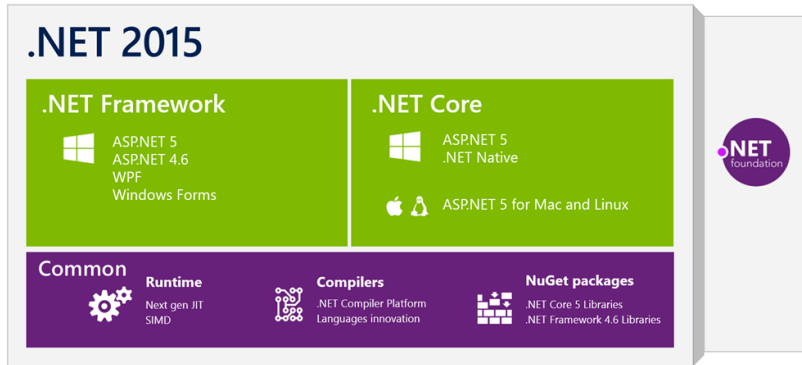 .NET 2015
.NET Framework
ASP.NET 5
ASP.NET 4.6
WPF
Windows Forms
.NET Core
ASP.NET 5
.NET Native
ASP.NET 5 for Mac and Linux
Common
Runtime
Next gen JIT
SIMD
Compilers
.NET Compiler Platform
Languages innovation
NuGet packages
.NET Core 5 Libraries
.NET Framework 4.6 Libraries
.NET
foundation